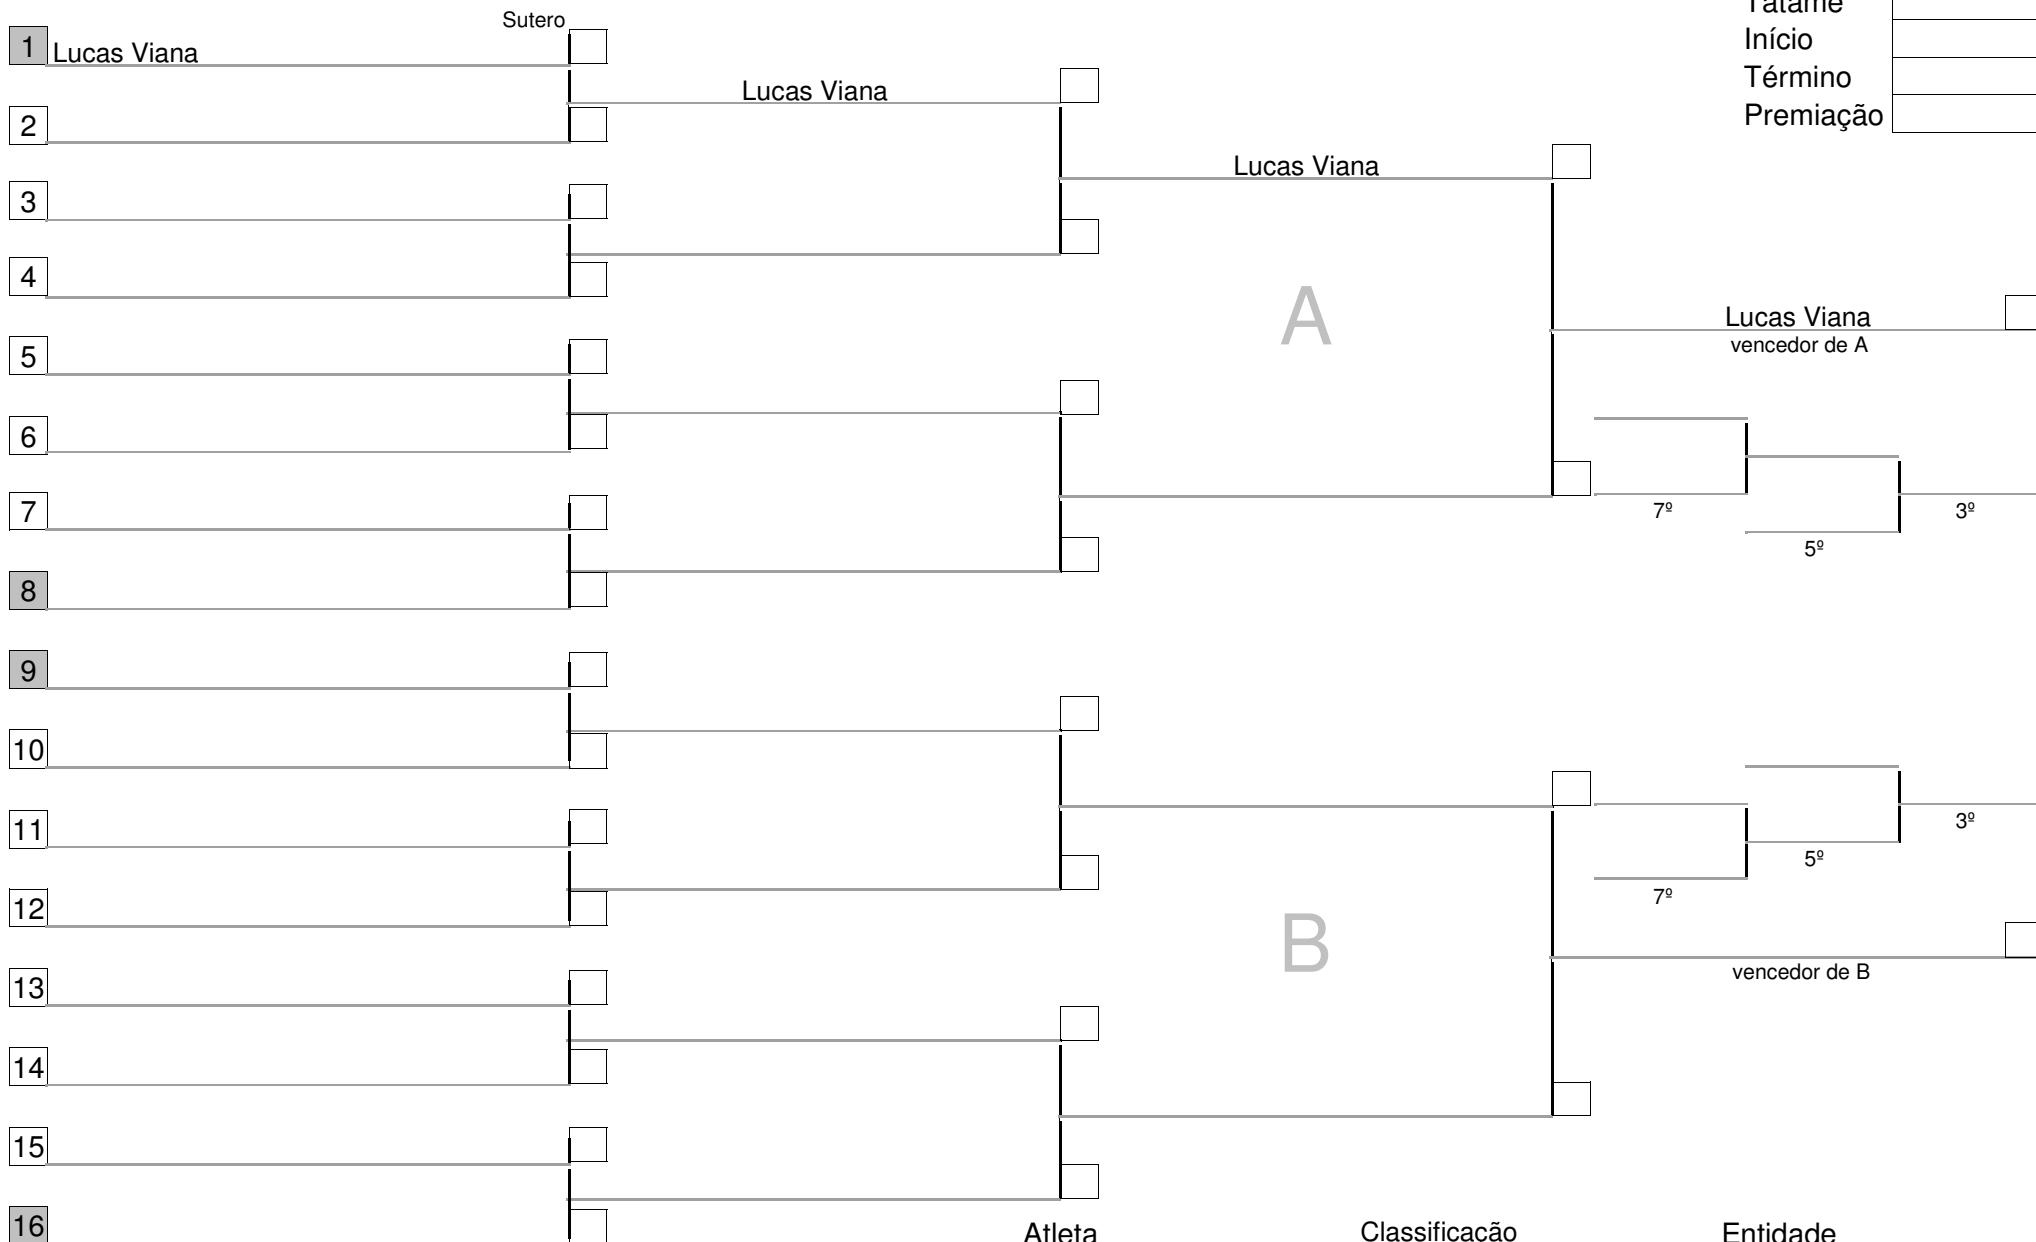 Sutero
Tatame
1 Lucas Viana
Início
Término
Lucas Viana
Premiação
2
Lucas Viana
3
4
A
Lucas Viana
5
vencedor de A
6
7
7º
3º
5º
8
9
10
11
3º
5º
7º
12
B
13
vencedor de B
14
15
16
Atleta
Classificação
Entidade